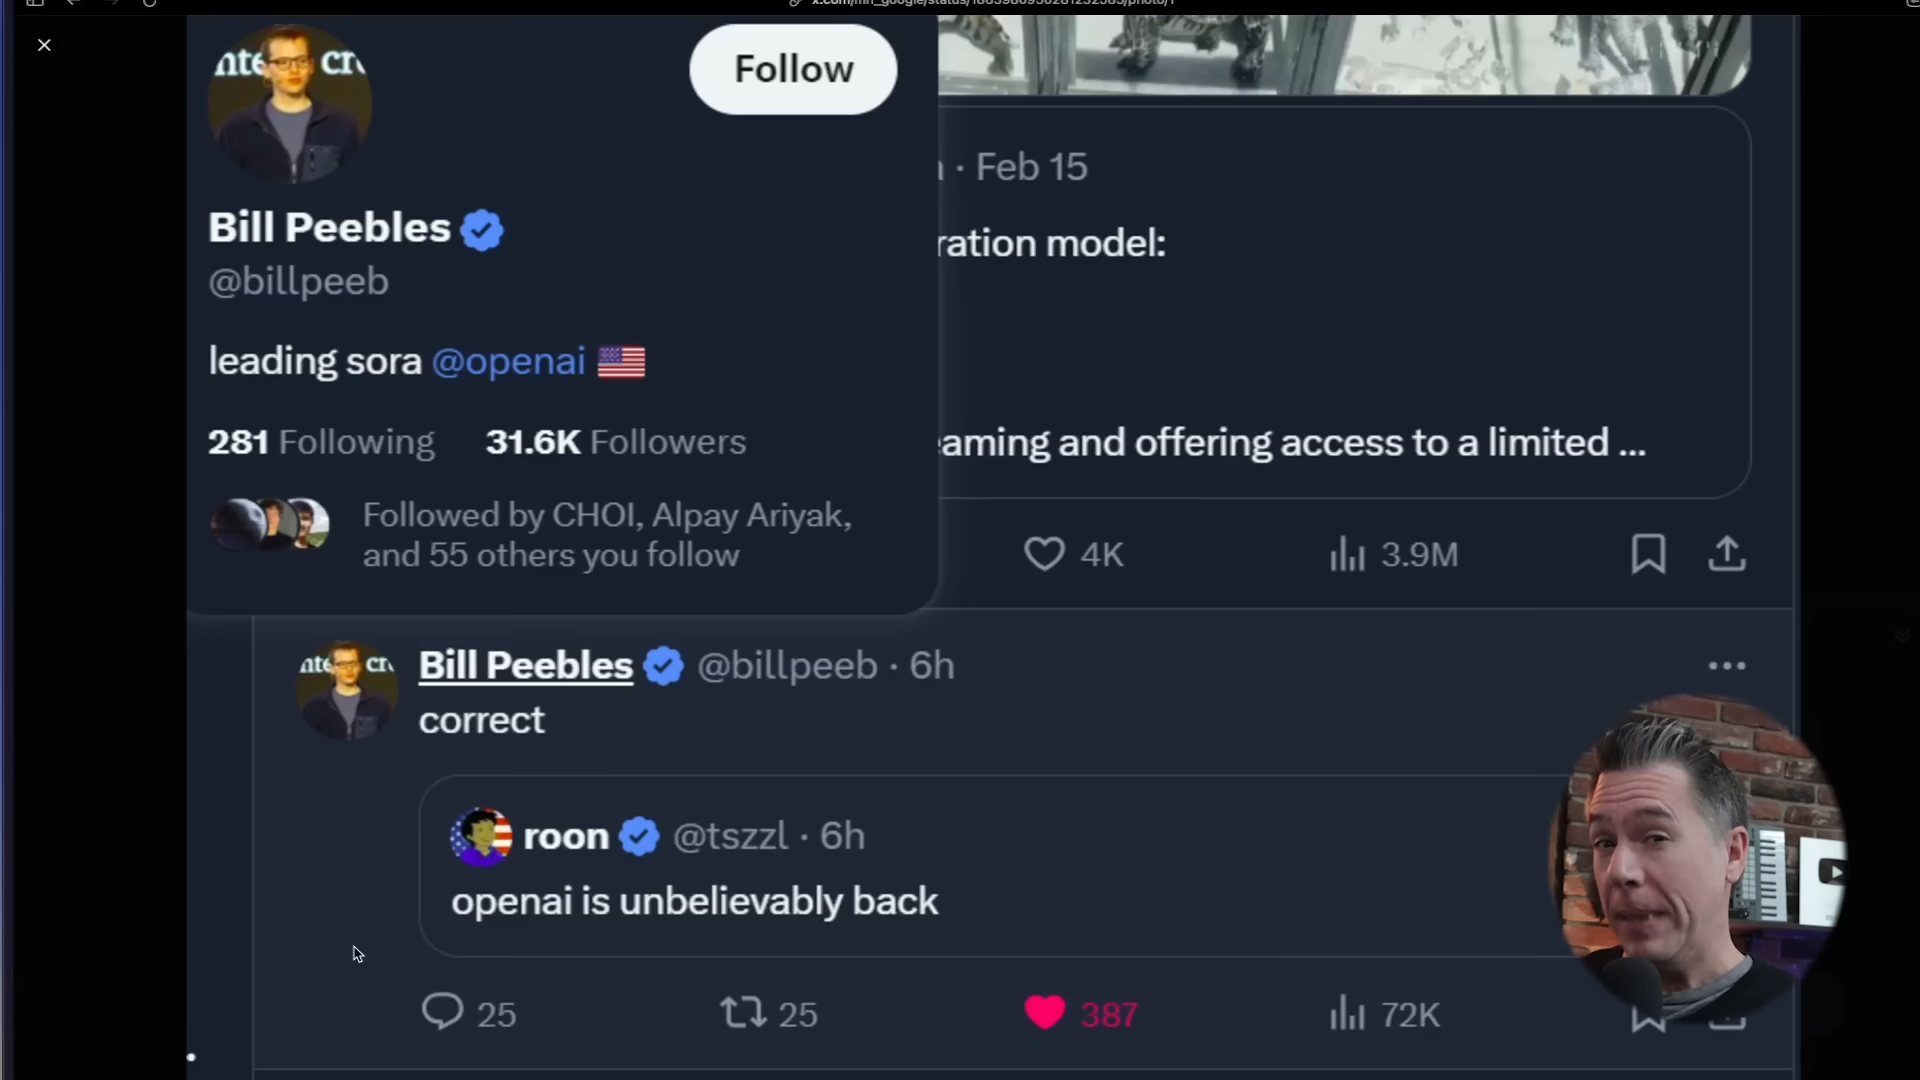 Follow
Bill Peebles
@billpeeb
leading sora @openai
281 Following 31.6K Followers
Followed by CHOI, Alpay Ariyak,
and 55 others you follow
· Feb 15
ration model:
eaming and offering access to a limited ...
4K 3.9M
Bill Peebles @billpeeb · 6h
correct
roon @tszzl · 6h
openai is unbelievably back
25 25 387 72K